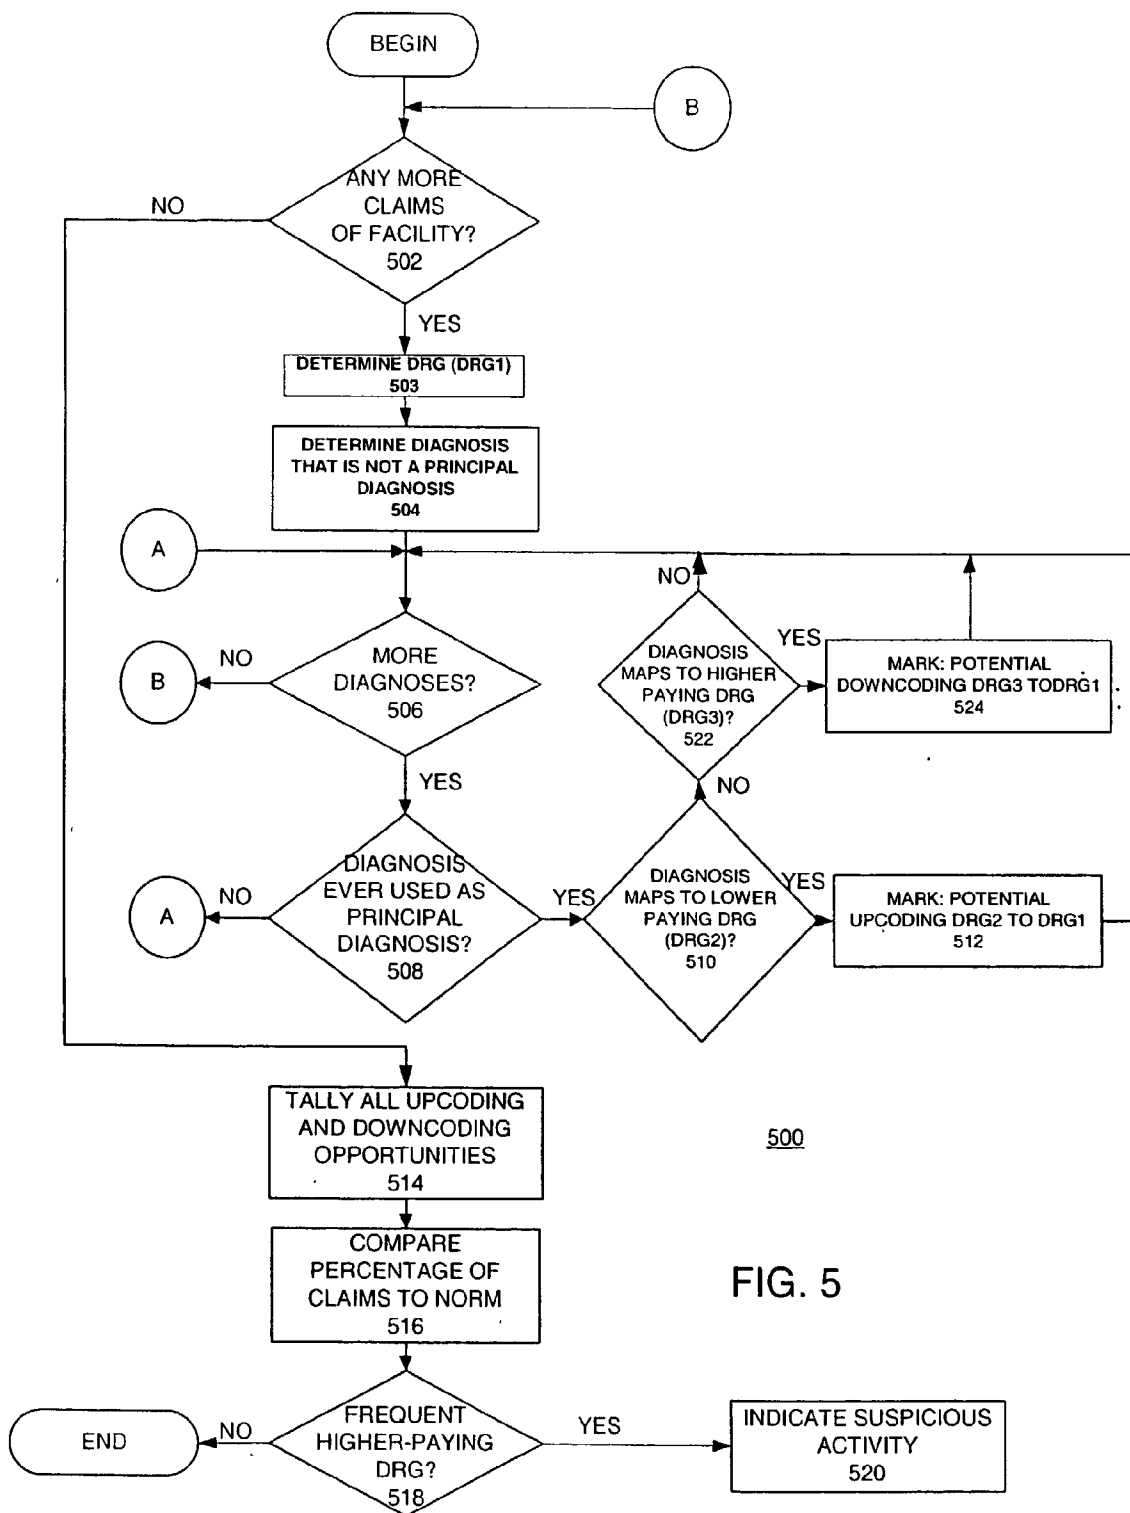 BEGIN
B
ANY MORE
CLAIMS
OF FACILITY?
502
NO
YES
DETERMINE DRG (DRG1)
503
DETERMINE DIAGNOSIS
THAT IS NOT A PRINCIPAL
DIAGNOSIS
504
A
NO
DIAGNOSIS
MAPS TO HIGHER
PAYING DRG
(DRG3)?
522
YES
MARK: POTENTIAL
DOWNCODING DRG3 TODRG1
524
B
NO
MORE
DIAGNOSES?
506
YES
NO
A
NO
DIAGNOSIS
EVER USED AS
PRINCIPAL
DIAGNOSIS?
508
YES
DIAGNOSIS
MAPS TO LOWER
PAYING DRG
(DRG2)?
510
YES
MARK: POTENTIAL
UPCODING DRG2 TO DRG1
512
TALLY ALL UPCODING
AND DOWNCODING
OPPORTUNITIES
514
500
COMPARE
PERCENTAGE OF
CLAIMS TO NORM
516
FIG. 5
END
NO
FREQUENT
HIGHER-PAYING
DRG?
518
YES
INDICATE SUSPICIOUS
ACTIVITY
520